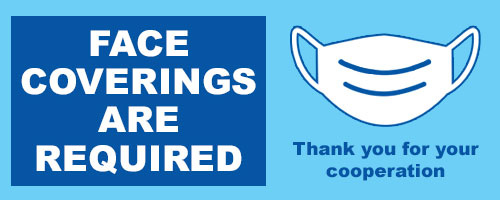 FACE
COVERINGS
ARE
REQUIRED
Thank you for your
cooperation